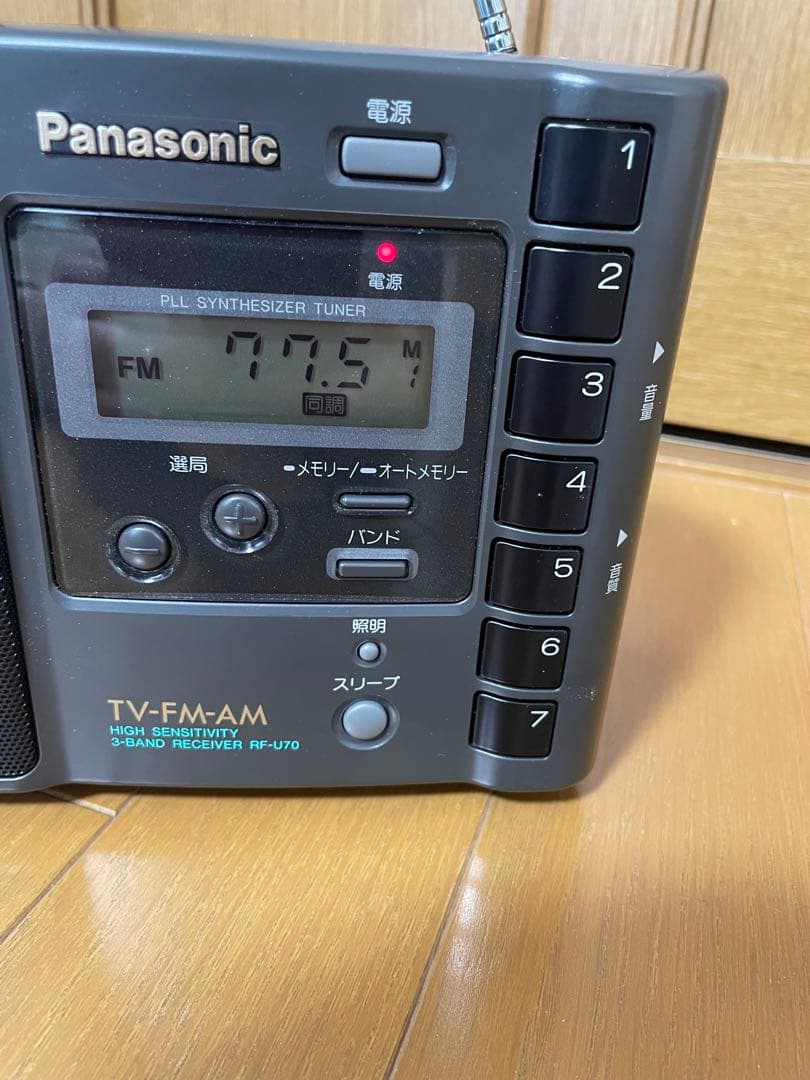 Panasonic
電源
電源
PLL SYNTHESIZER TUNER
FM 77.5 M 1
同調
選局
メモリー/オートメモリー
バンド
照明
スリープ
TV-FM-AM
HIGH SENSITIVITY
3-BAND RECEIVER RF-U70
1
2
3
4
5
6
7
音量
音質